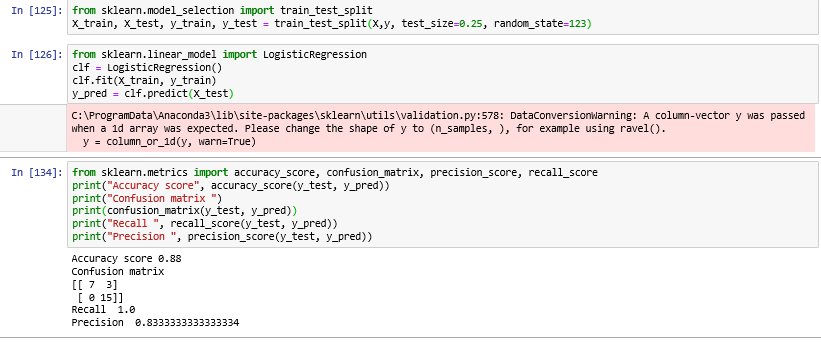 In [125]: from sklearn.model_selection import train_test_split
X_train, X_test, y_train, y_test = train_test_split(X,y, test_size=0.25, random_state=123)
In [126]: from sklearn.linear_model import LogisticRegression
clf = LogisticRegression()
clf.fit(X_train, y_train)
y_pred = clf.predict(X_test)
C:\ProgramData\Anaconda3\lib\site-packages\sklearn\utils\validation.py:578: DataConversionWarning: A column-vector y was passed
when a 1d array was expected. Please change the shape of y to (n_samples, ), for example using ravel().
y = column_or_1d(y, warn=True)
In [134]: from sklearn.metrics import accuracy_score, confusion_matrix, precision_score, recall_score
print("Accuracy score", accuracy_score(y_test, y_pred))
print("Confusion matrix ")
print(confusion_matrix(y_test, y_pred))
print("Recall ", recall_score(y_test, y_pred))
print("Precision ", precision_score(y_test, y_pred))
Accuracy score 0.88
Confusion matrix
[[ 7  3]
[ 0 15]]
Recall  1.0
Precision  0.8333333333333334